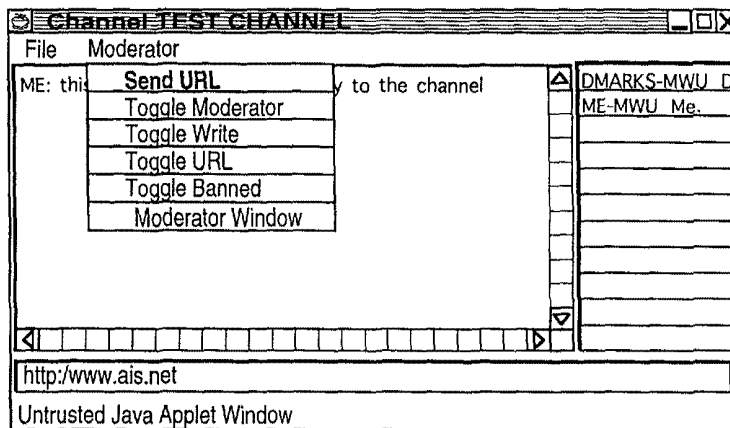 Channel TEST CHANNEL
File Moderator
ME: this y to the channel
Send URL
Toggle Moderator
Toggle Write
Toggle URL
Toggle Banned
Moderator Window
DMARKS-MWU D
ME-MWU Me.
http:/www.ais.net
Untrusted Java Applet Window